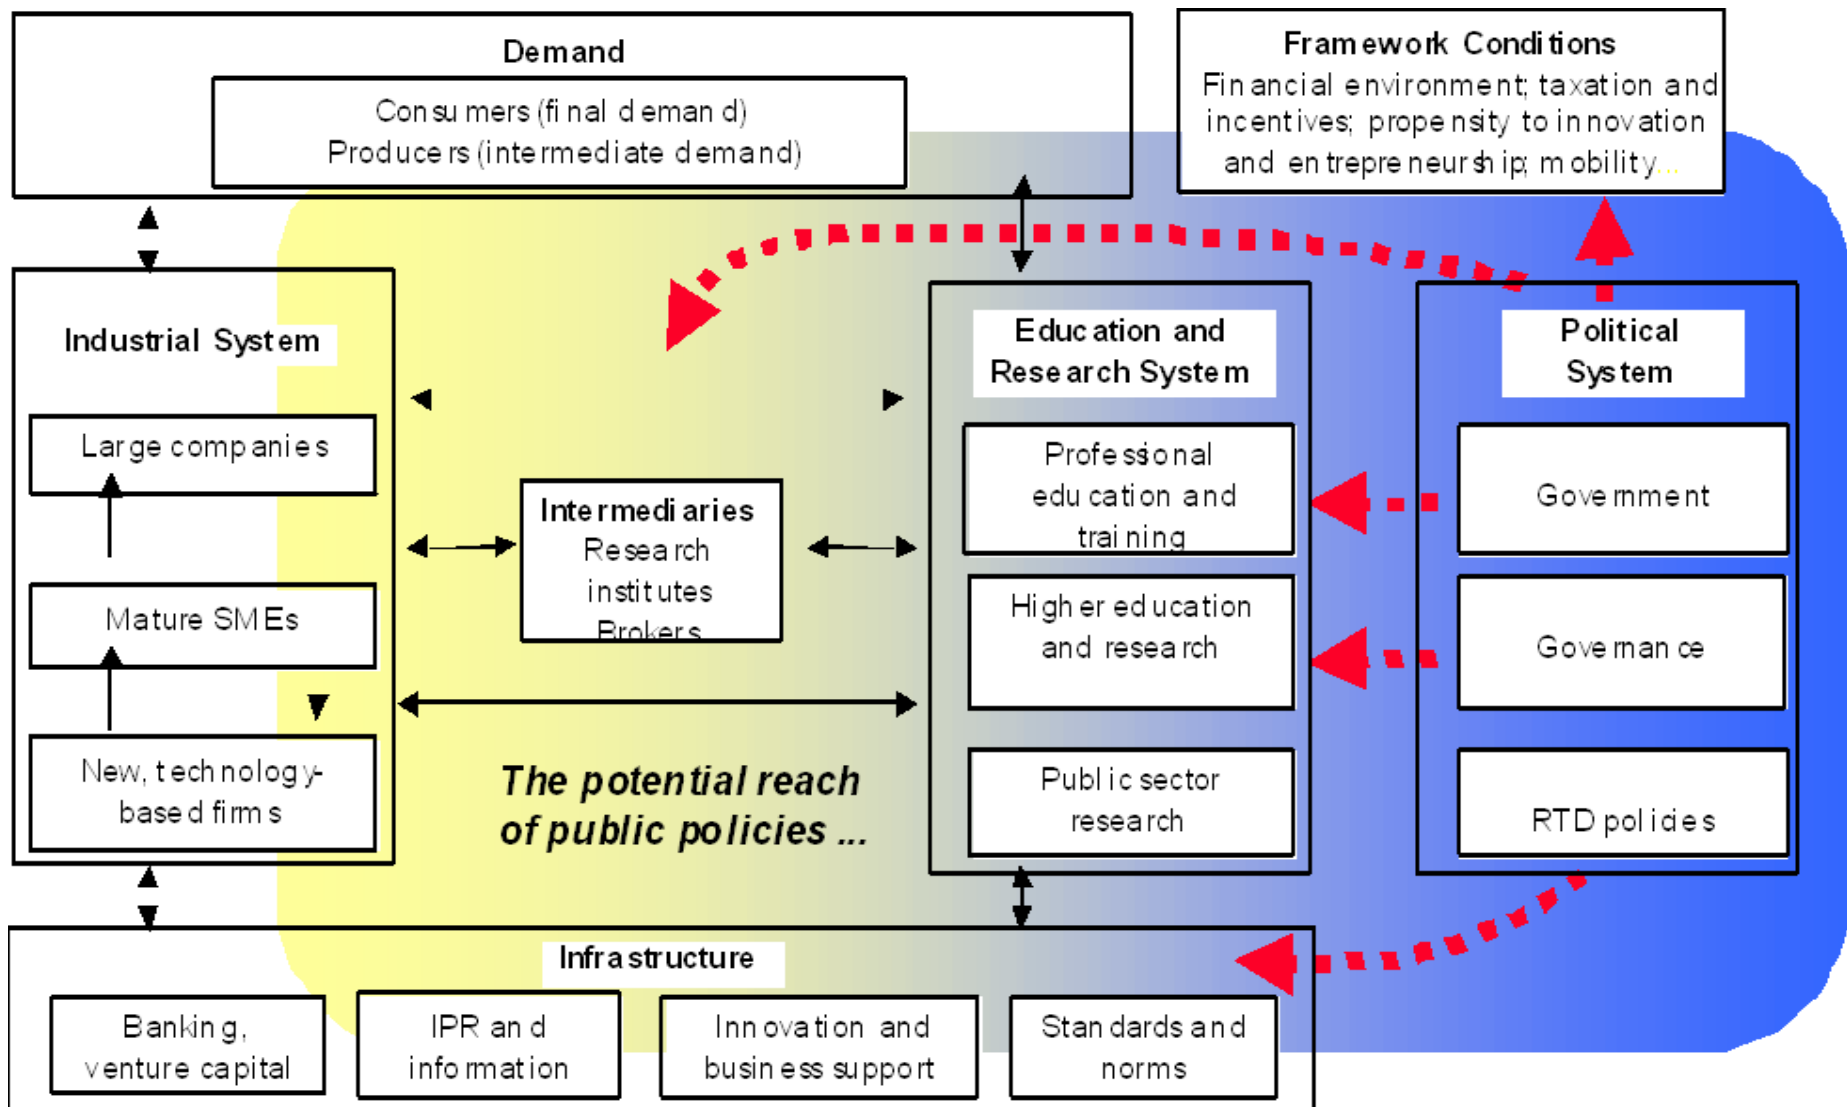 Demand
Consumers (final demand)
Producers (intermediate demand)
Framework Conditions
Financial environment; taxation and
incentives; propensity to innovation
and entrepreneurship; mobility...
Industrial System
Large companies
Mature SMEs
New, technology-
based firms
Intermediaries
Research
institutes
Brokers
Education and
Research System
Professional
education and
training
Higher education
and research
Public sector
research
Political
System
Government
Governance
RTD policies
The potential reach
of public policies ...
Infrastructure
Banking,
venture capital
IPR and
information
Innovation and
business support
Standards and
norms